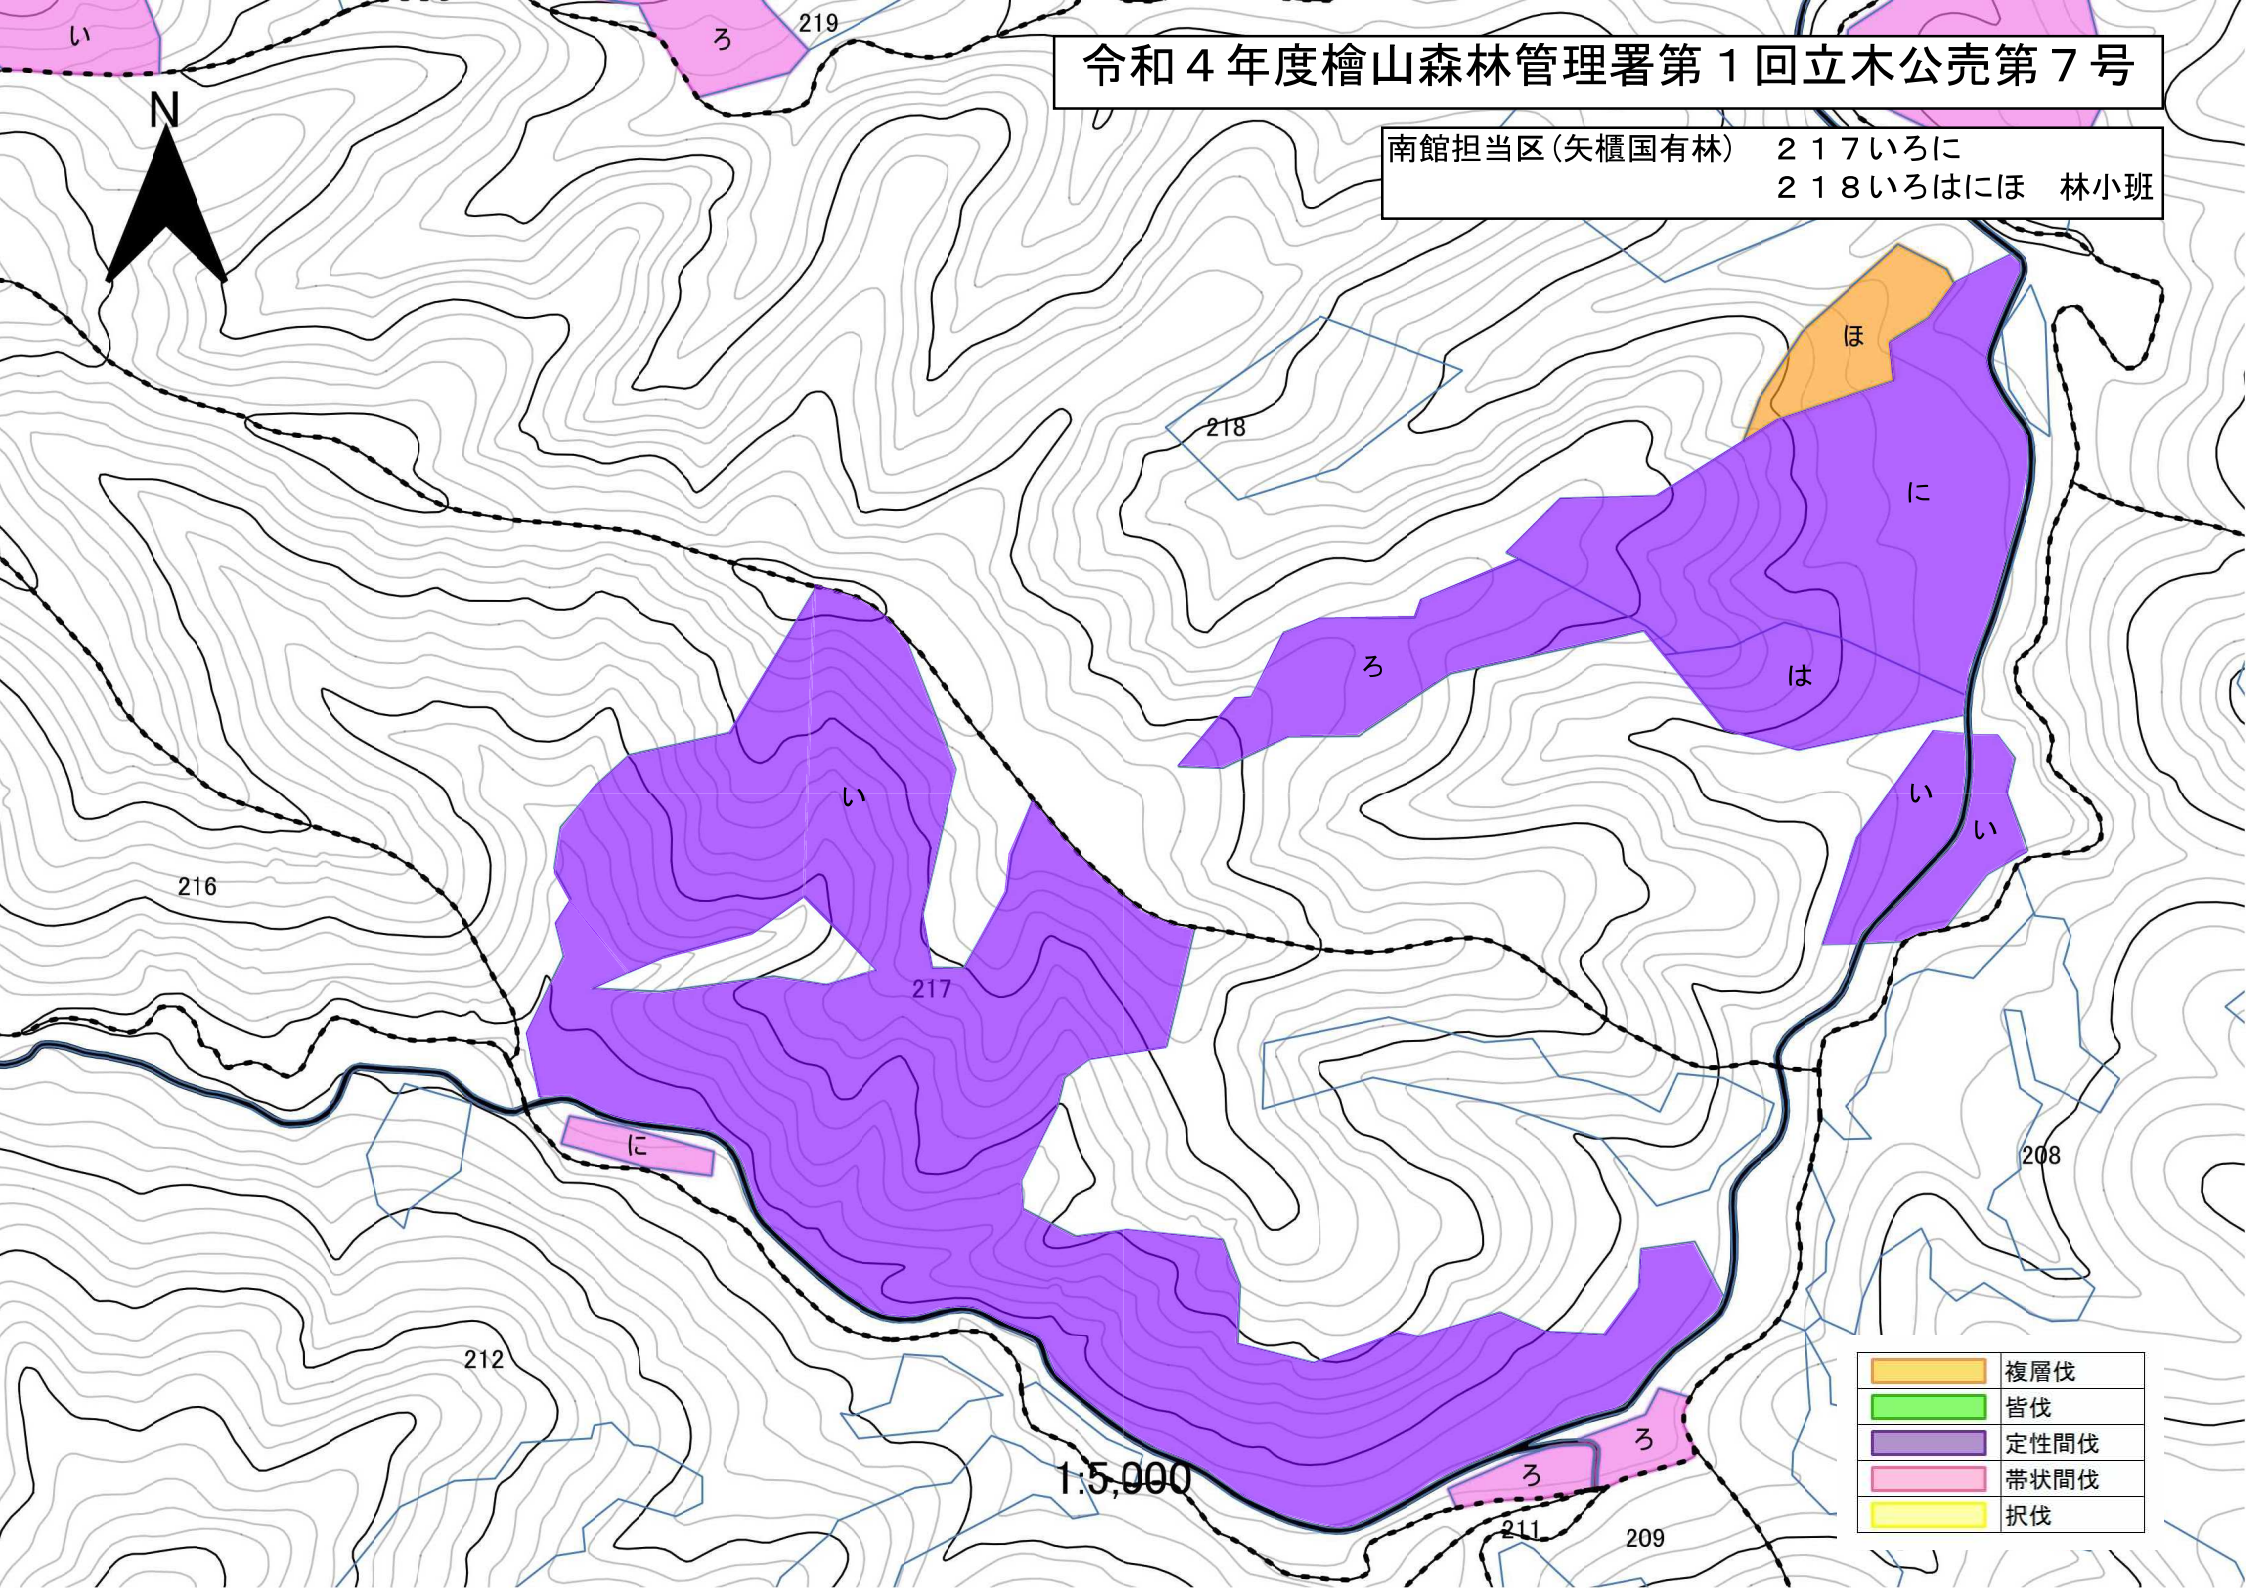 い
ろ
219
令和４年度檜山森林管理署第１回立木公売第７号
N
南館担当区(矢櫃国有林)　２１７いろに
２１８いろはにほ　林小班
ほ
218
に
ろ
は
い
い
い
216
217
に
208
212
ろ
ろ
1:5,000
211
209
複層伐
皆伐
定性間伐
帯状間伐
択伐